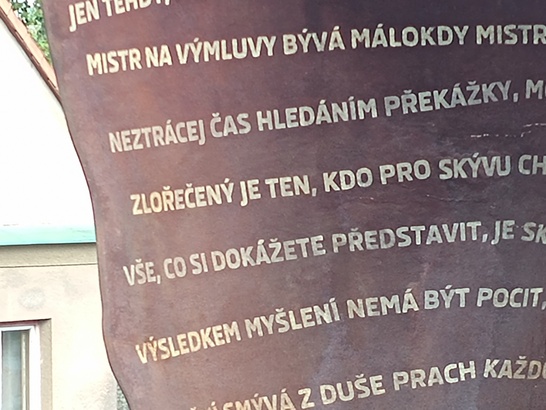 JEN TEHDY,
MISTR NA VÝMLUVY BÝVÁ MÁLOKDY MISTR
NEZTRÁCEJ ČAS HLEDÁNÍM PŘEKÁŽKY,
ZLOŘEČENÝ JE TEN, KDO PRO SKÝVU
VŠE, CO SI DOKÁŽETE PŘEDSTAVIT, JE
VÝSLEDKEM MYŠLENÍ NEMÁ BÝT POCIT,
SMÝVÁ Z DUŠE PRACH